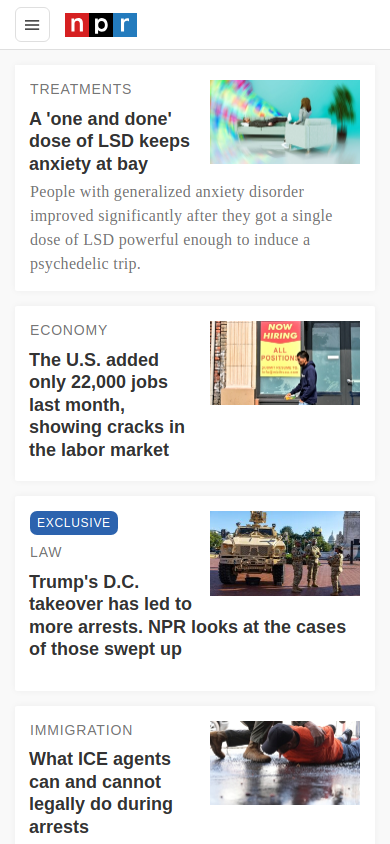 npr
TREATMENTS
A 'one and done'
dose of LSD keeps
anxiety at bay
People with generalized anxiety disorder
improved significantly after they got a single
dose of LSD powerful enough to induce a
psychedelic trip.
ECONOMY
The U.S. added
only 22,000 jobs
last month,
showing cracks in
the labor market
NOW
HIRING
ALL
POSITIONS
EXCLUSIVE
LAW
Trump's D.C.
takeover has led to
more arrests. NPR looks at the cases
of those swept up
IMMIGRATION
What ICE agents
can and cannot
legally do during
arrests